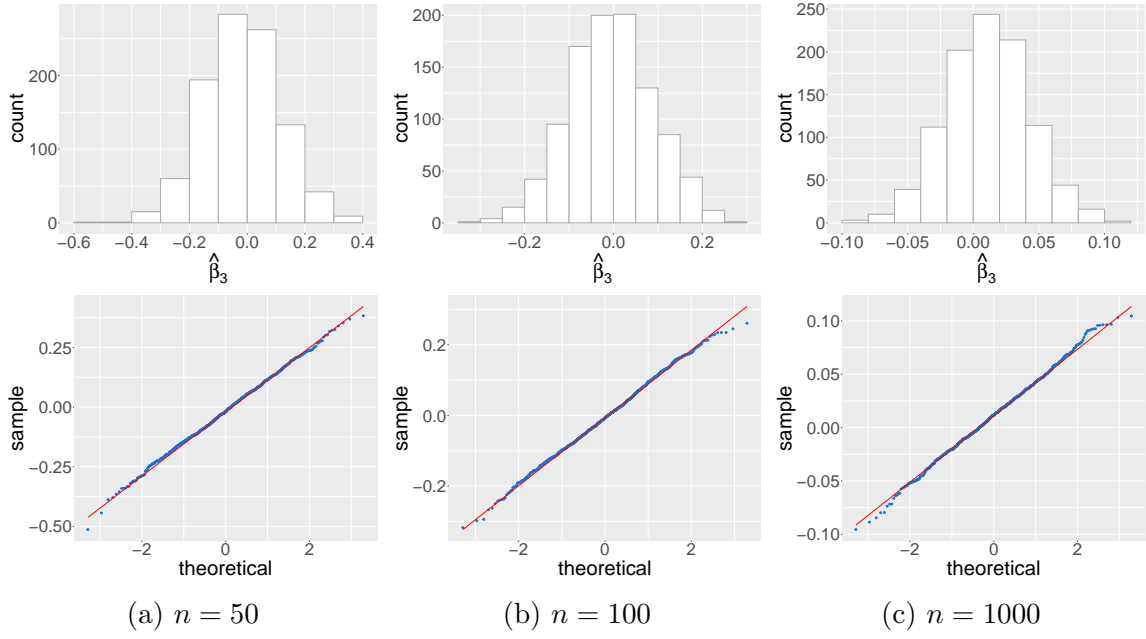 count
200
100
0
−0.6 −0.4 −0.2 0.0 0.2 0.4
β̂₃
count
200
150
100
50
0
−0.2 0.0 0.2
β̂₃
count
250
200
150
100
50
0
−0.10 −0.05 0.00 0.05 0.10
β̂₃
sample
0.25
0.00
−0.25
−0.50
−2 0 2
theoretical
sample
0.2
0.0
−0.2
−2 0 2
theoretical
sample
0.10
0.05
0.00
−0.05
−0.10
−2 0 2
theoretical
(a) n = 50
(b) n = 100
(c) n = 1000